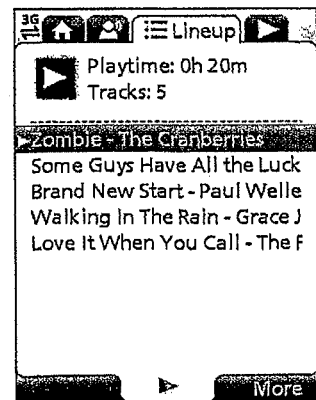 3G
Lineup
Playtime: 0h 20m
Tracks: 5
Zombie - The Cranberries
Some Guys Have All the Luck
Brand New Start - Paul Welle
Walking In The Rain - Grace J
Love It When You Call - The F
More